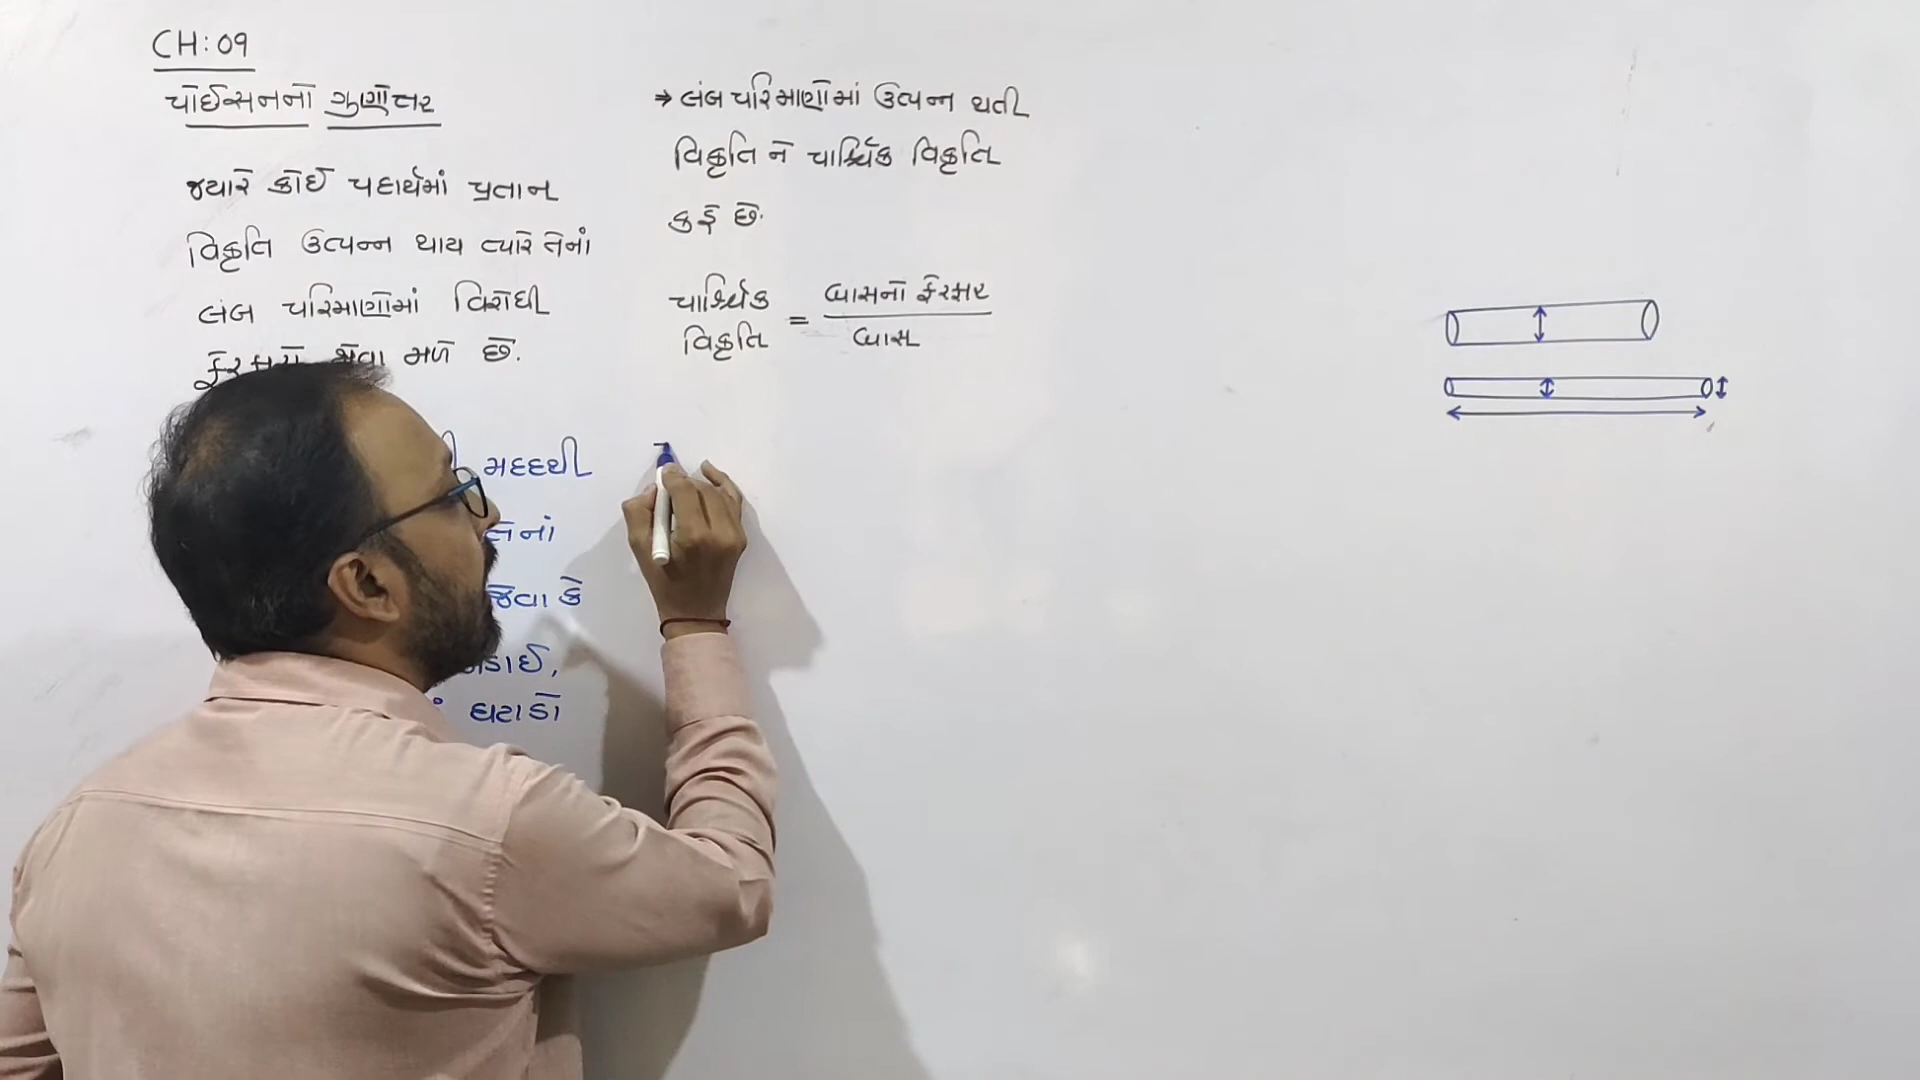 CH: 09
પોઈસનનો ગુણોત્તર
જ્યારે કોઈ પદાર્થમાં પ્રતાન
વિકૃતિ ઉત્પન્ન થાય ત્યારે તેનાં
લંબ પરિમાણોમાં વિરોધી
ફેરફારો જોવા મળે છે.
મદદથી
જેવા કે
ઘટાડો
→ લંબ પરિમાણોમાં ઉત્પન્ન થતી
વિકૃતિ ને પાર્શ્વિક વિકૃતિ
કહે છે.
પાર્શ્વિક વિકૃતિ = વ્યાસનો ફેરફાર / વ્યાસ